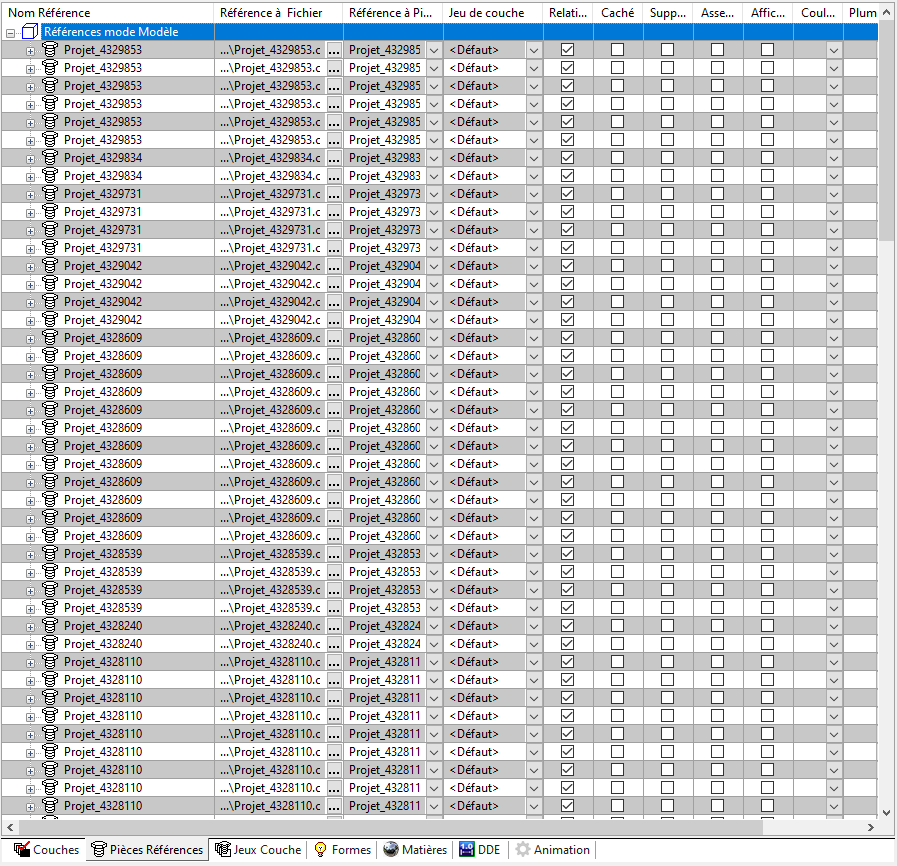 Nom Référence Référence à Fichier Référence à Pi... Jeu de couche Relati... Caché Supp... Asse... Affic... Coul... Plum
Références mode Modèle
Projet_4329853 ...\Projet_4329853.c ... Projet_432985 <Défaut>
Projet_4329853 ...\Projet_4329853.c ... Projet_432985 <Défaut>
Projet_4329853 ...\Projet_4329853.c ... Projet_432985 <Défaut>
Projet_4329853 ...\Projet_4329853.c ... Projet_432985 <Défaut>
Projet_4329853 ...\Projet_4329853.c ... Projet_432985 <Défaut>
Projet_4329853 ...\Projet_4329853.c ... Projet_432985 <Défaut>
Projet_4329834 ...\Projet_4329834.c ... Projet_432983 <Défaut>
Projet_4329834 ...\Projet_4329834.c ... Projet_432983 <Défaut>
Projet_4329731 ...\Projet_4329731.c ... Projet_432973 <Défaut>
Projet_4329731 ...\Projet_4329731.c ... Projet_432973 <Défaut>
Projet_4329731 ...\Projet_4329731.c ... Projet_432973 <Défaut>
Projet_4329731 ...\Projet_4329731.c ... Projet_432973 <Défaut>
Projet_4329042 ...\Projet_4329042.c ... Projet_432904 <Défaut>
Projet_4329042 ...\Projet_4329042.c ... Projet_432904 <Défaut>
Projet_4329042 ...\Projet_4329042.c ... Projet_432904 <Défaut>
Projet_4329042 ...\Projet_4329042.c ... Projet_432904 <Défaut>
Projet_4328609 ...\Projet_4328609.c ... Projet_432860 <Défaut>
Projet_4328609 ...\Projet_4328609.c ... Projet_432860 <Défaut>
Projet_4328609 ...\Projet_4328609.c ... Projet_432860 <Défaut>
Projet_4328609 ...\Projet_4328609.c ... Projet_432860 <Défaut>
Projet_4328609 ...\Projet_4328609.c ... Projet_432860 <Défaut>
Projet_4328609 ...\Projet_4328609.c ... Projet_432860 <Défaut>
Projet_4328609 ...\Projet_4328609.c ... Projet_432860 <Défaut>
Projet_4328609 ...\Projet_4328609.c ... Projet_432860 <Défaut>
Projet_4328609 ...\Projet_4328609.c ... Projet_432860 <Défaut>
Projet_4328609 ...\Projet_4328609.c ... Projet_432860 <Défaut>
Projet_4328609 ...\Projet_4328609.c ... Projet_432860 <Défaut>
Projet_4328609 ...\Projet_4328609.c ... Projet_432860 <Défaut>
Projet_4328539 ...\Projet_4328539.c ... Projet_432853 <Défaut>
Projet_4328539 ...\Projet_4328539.c ... Projet_432853 <Défaut>
Projet_4328539 ...\Projet_4328539.c ... Projet_432853 <Défaut>
Projet_4328539 ...\Projet_4328539.c ... Projet_432853 <Défaut>
Projet_4328240 ...\Projet_4328240.c ... Projet_432824 <Défaut>
Projet_4328240 ...\Projet_4328240.c ... Projet_432824 <Défaut>
Projet_4328110 ...\Projet_4328110.c ... Projet_432811 <Défaut>
Projet_4328110 ...\Projet_4328110.c ... Projet_432811 <Défaut>
Projet_4328110 ...\Projet_4328110.c ... Projet_432811 <Défaut>
Projet_4328110 ...\Projet_4328110.c ... Projet_432811 <Défaut>
Projet_4328110 ...\Projet_4328110.c ... Projet_432811 <Défaut>
Projet_4328110 ...\Projet_4328110.c ... Projet_432811 <Défaut>
Projet_4328110 ...\Projet_4328110.c ... Projet_432811 <Défaut>
Projet_4328110 ...\Projet_4328110.c ... Projet_432811 <Défaut>
Projet_4328110 ...\Projet_4328110.c ... Projet_432811 <Défaut>
Couches Pièces Références Jeux Couche Formes Matières 1.0 DDE Animation